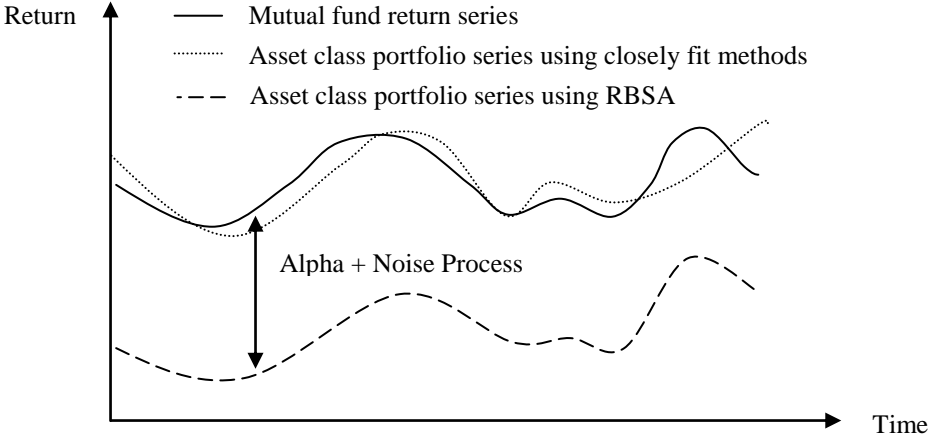 Return
Mutual fund return series
Asset class portfolio series using closely fit methods
Asset class portfolio series using RBSA
Alpha + Noise Process
Time